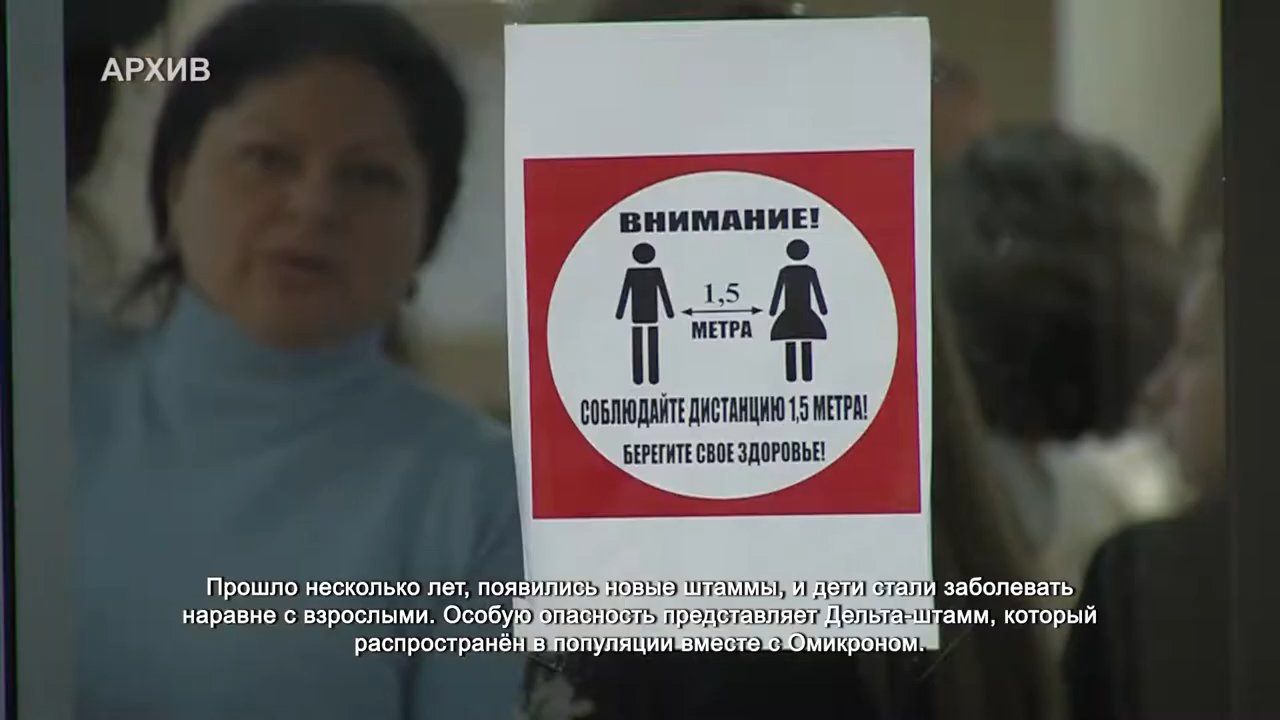 АРХИВ
ВНИМАНИЕ!
1,5
МЕТРА
СОБЛЮДАЙТЕ ДИСТАНЦИЮ 1,5 МЕТРА!
БЕРЕГИТЕ СВОЕ ЗДОРОВЬЕ!
Прошло несколько лет, появились новые штаммы, и дети стали заболевать
наравне с взрослыми. Особую опасность представляет Дельта-штамм, который
распространён в популяции вместе с Омикроном.